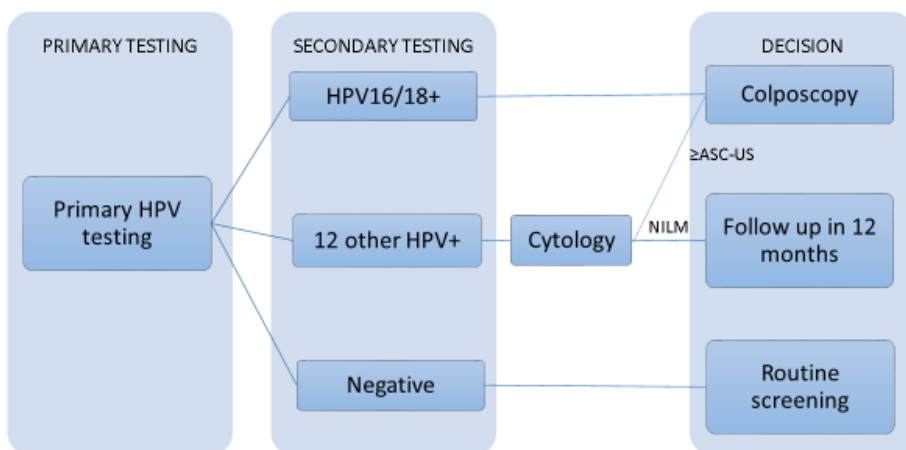 PRIMARY TESTING
SECONDARY TESTING
DECISION
HPV16/18+
Colposcopy
≥ASC-US
Primary HPV
testing
12 other HPV+
Cytology
NILM
Follow up in 12
months
Negative
Routine
screening